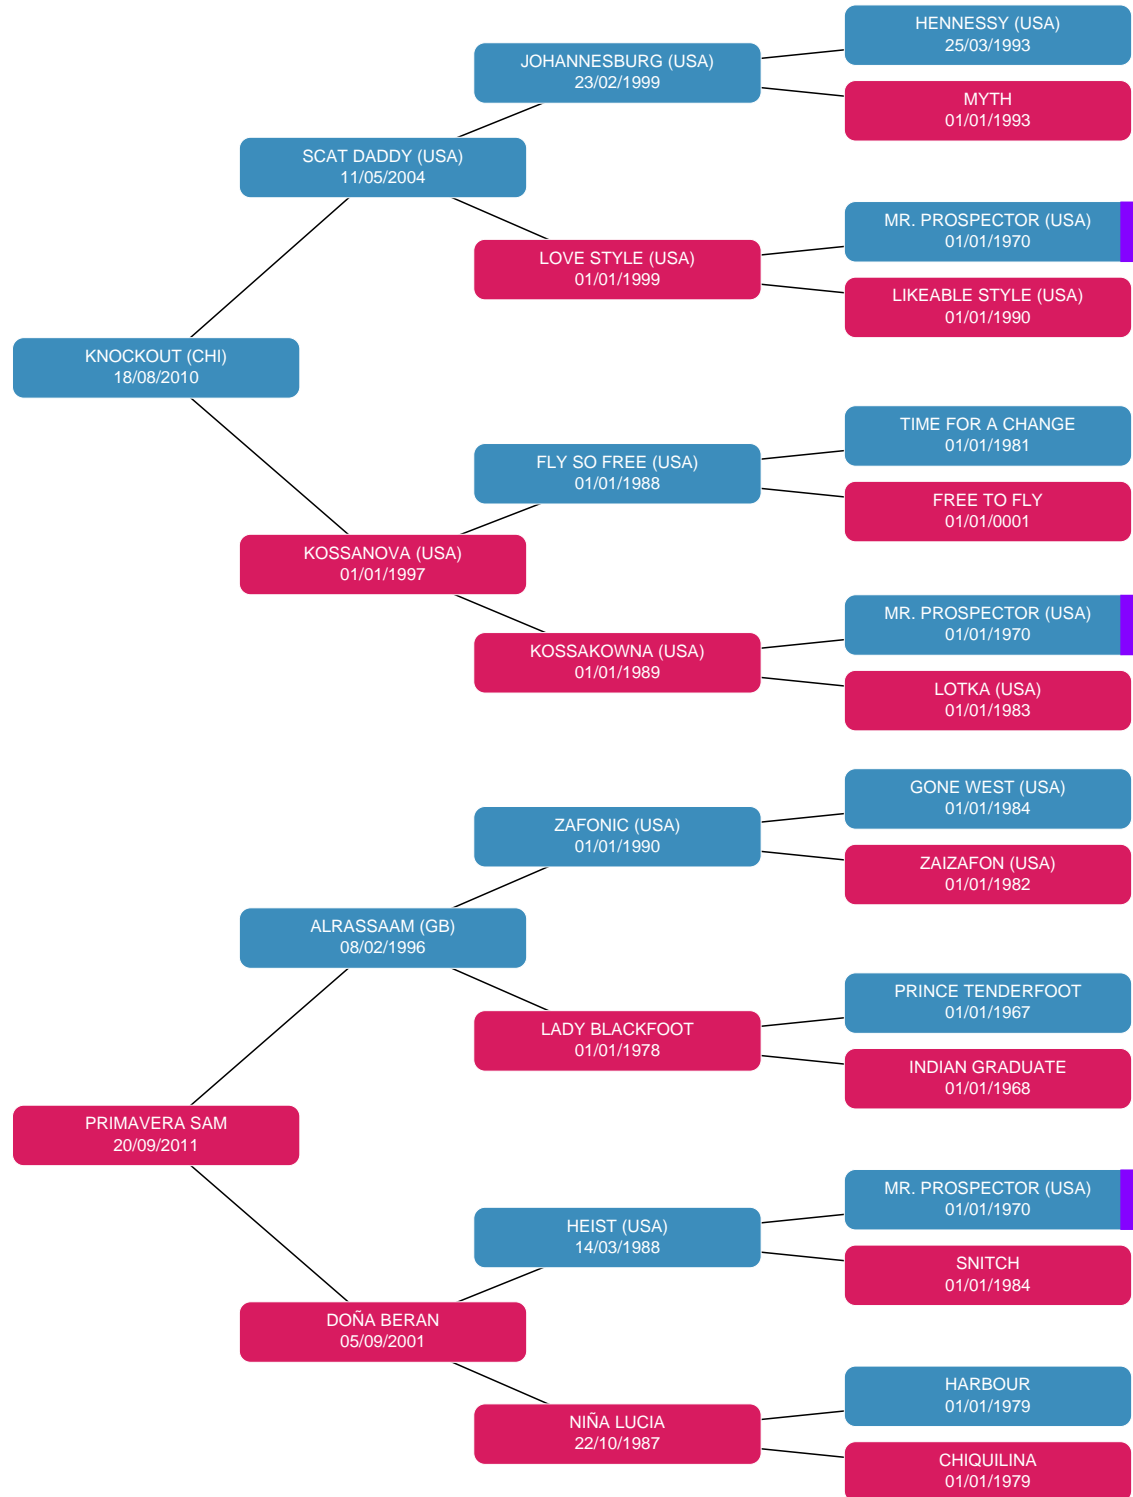 HENNESSY (USA)
25/03/1993
JOHANNESBURG (USA)
23/02/1999
MYTH
01/01/1993
SCAT DADDY (USA)
11/05/2004
MR. PROSPECTOR (USA)
01/01/1970
LOVE STYLE (USA)
01/01/1999
LIKEABLE STYLE (USA)
01/01/1990
KNOCKOUT (CHI)
18/08/2010
TIME FOR A CHANGE
01/01/1981
FLY SO FREE (USA)
01/01/1988
FREE TO FLY
01/01/0001
KOSSANOVA (USA)
01/01/1997
MR. PROSPECTOR (USA)
01/01/1970
KOSSAKOWNA (USA)
01/01/1989
LOTKA (USA)
01/01/1983
GONE WEST (USA)
01/01/1984
ZAFONIC (USA)
01/01/1990
ZAIZAFON (USA)
01/01/1982
ALRASSAAM (GB)
08/02/1996
PRINCE TENDERFOOT
01/01/1967
LADY BLACKFOOT
01/01/1978
INDIAN GRADUATE
01/01/1968
PRIMAVERA SAM
20/09/2011
MR. PROSPECTOR (USA)
01/01/1970
HEIST (USA)
14/03/1988
SNITCH
01/01/1984
DOÑA BERAN
05/09/2001
HARBOUR
01/01/1979
NIÑA LUCIA
22/10/1987
CHIQUILINA
01/01/1979